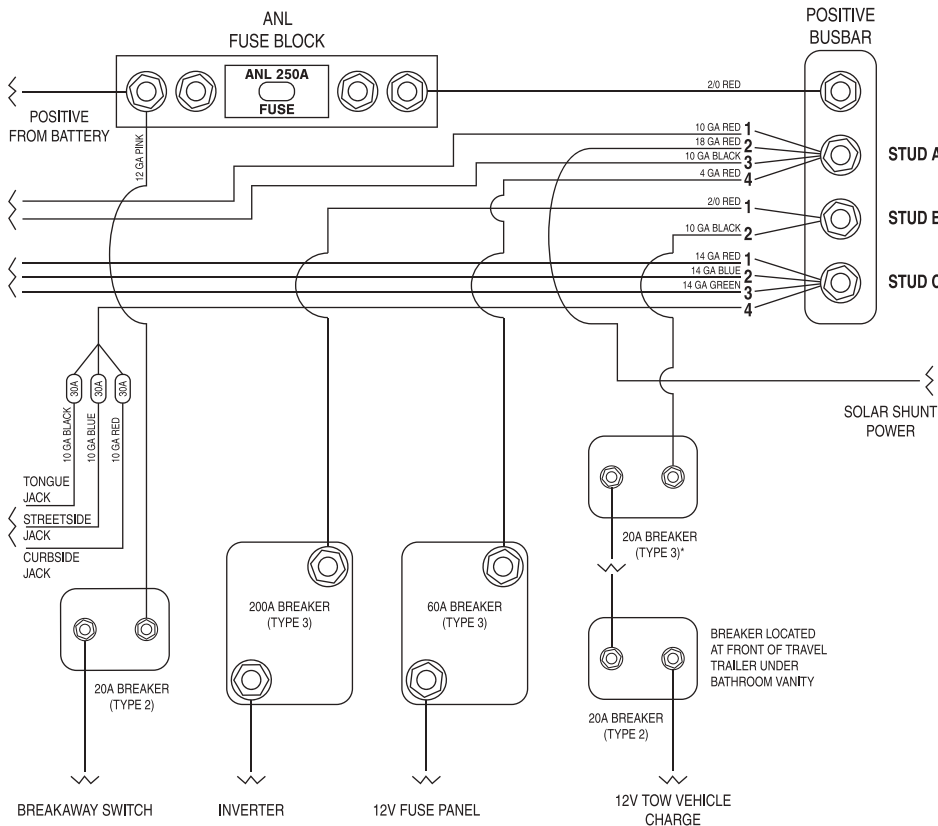 ANL
FUSE BLOCK
POSITIVE
BUSBAR
ANL 250A
FUSE
POSITIVE
FROM BATTERY
12 GA PINK
2/0 RED
10 GA RED 1
18 GA RED 2
10 GA BLACK 3
4 GA RED 4
STUD A
2/0 RED 1
10 GA BLACK 2
STUD B
14 GA RED 1
14 GA BLUE 2
14 GA GREEN 3
4
STUD C
30A
30A
30A
10 GA BLACK
10 GA BLUE
10 GA RED
SOLAR SHUNT
POWER
TONGUE
JACK
STREETSIDE
JACK
CURBSIDE
JACK
20A BREAKER
(TYPE 3)*
200A BREAKER
(TYPE 3)
60A BREAKER
(TYPE 3)
BREAKER LOCATED
AT FRONT OF TRAVEL
TRAILER UNDER
BATHROOM VANITY
20A BREAKER
(TYPE 2)
20A BREAKER
(TYPE 2)
BREAKAWAY SWITCH
INVERTER
12V FUSE PANEL
12V TOW VEHICLE
CHARGE